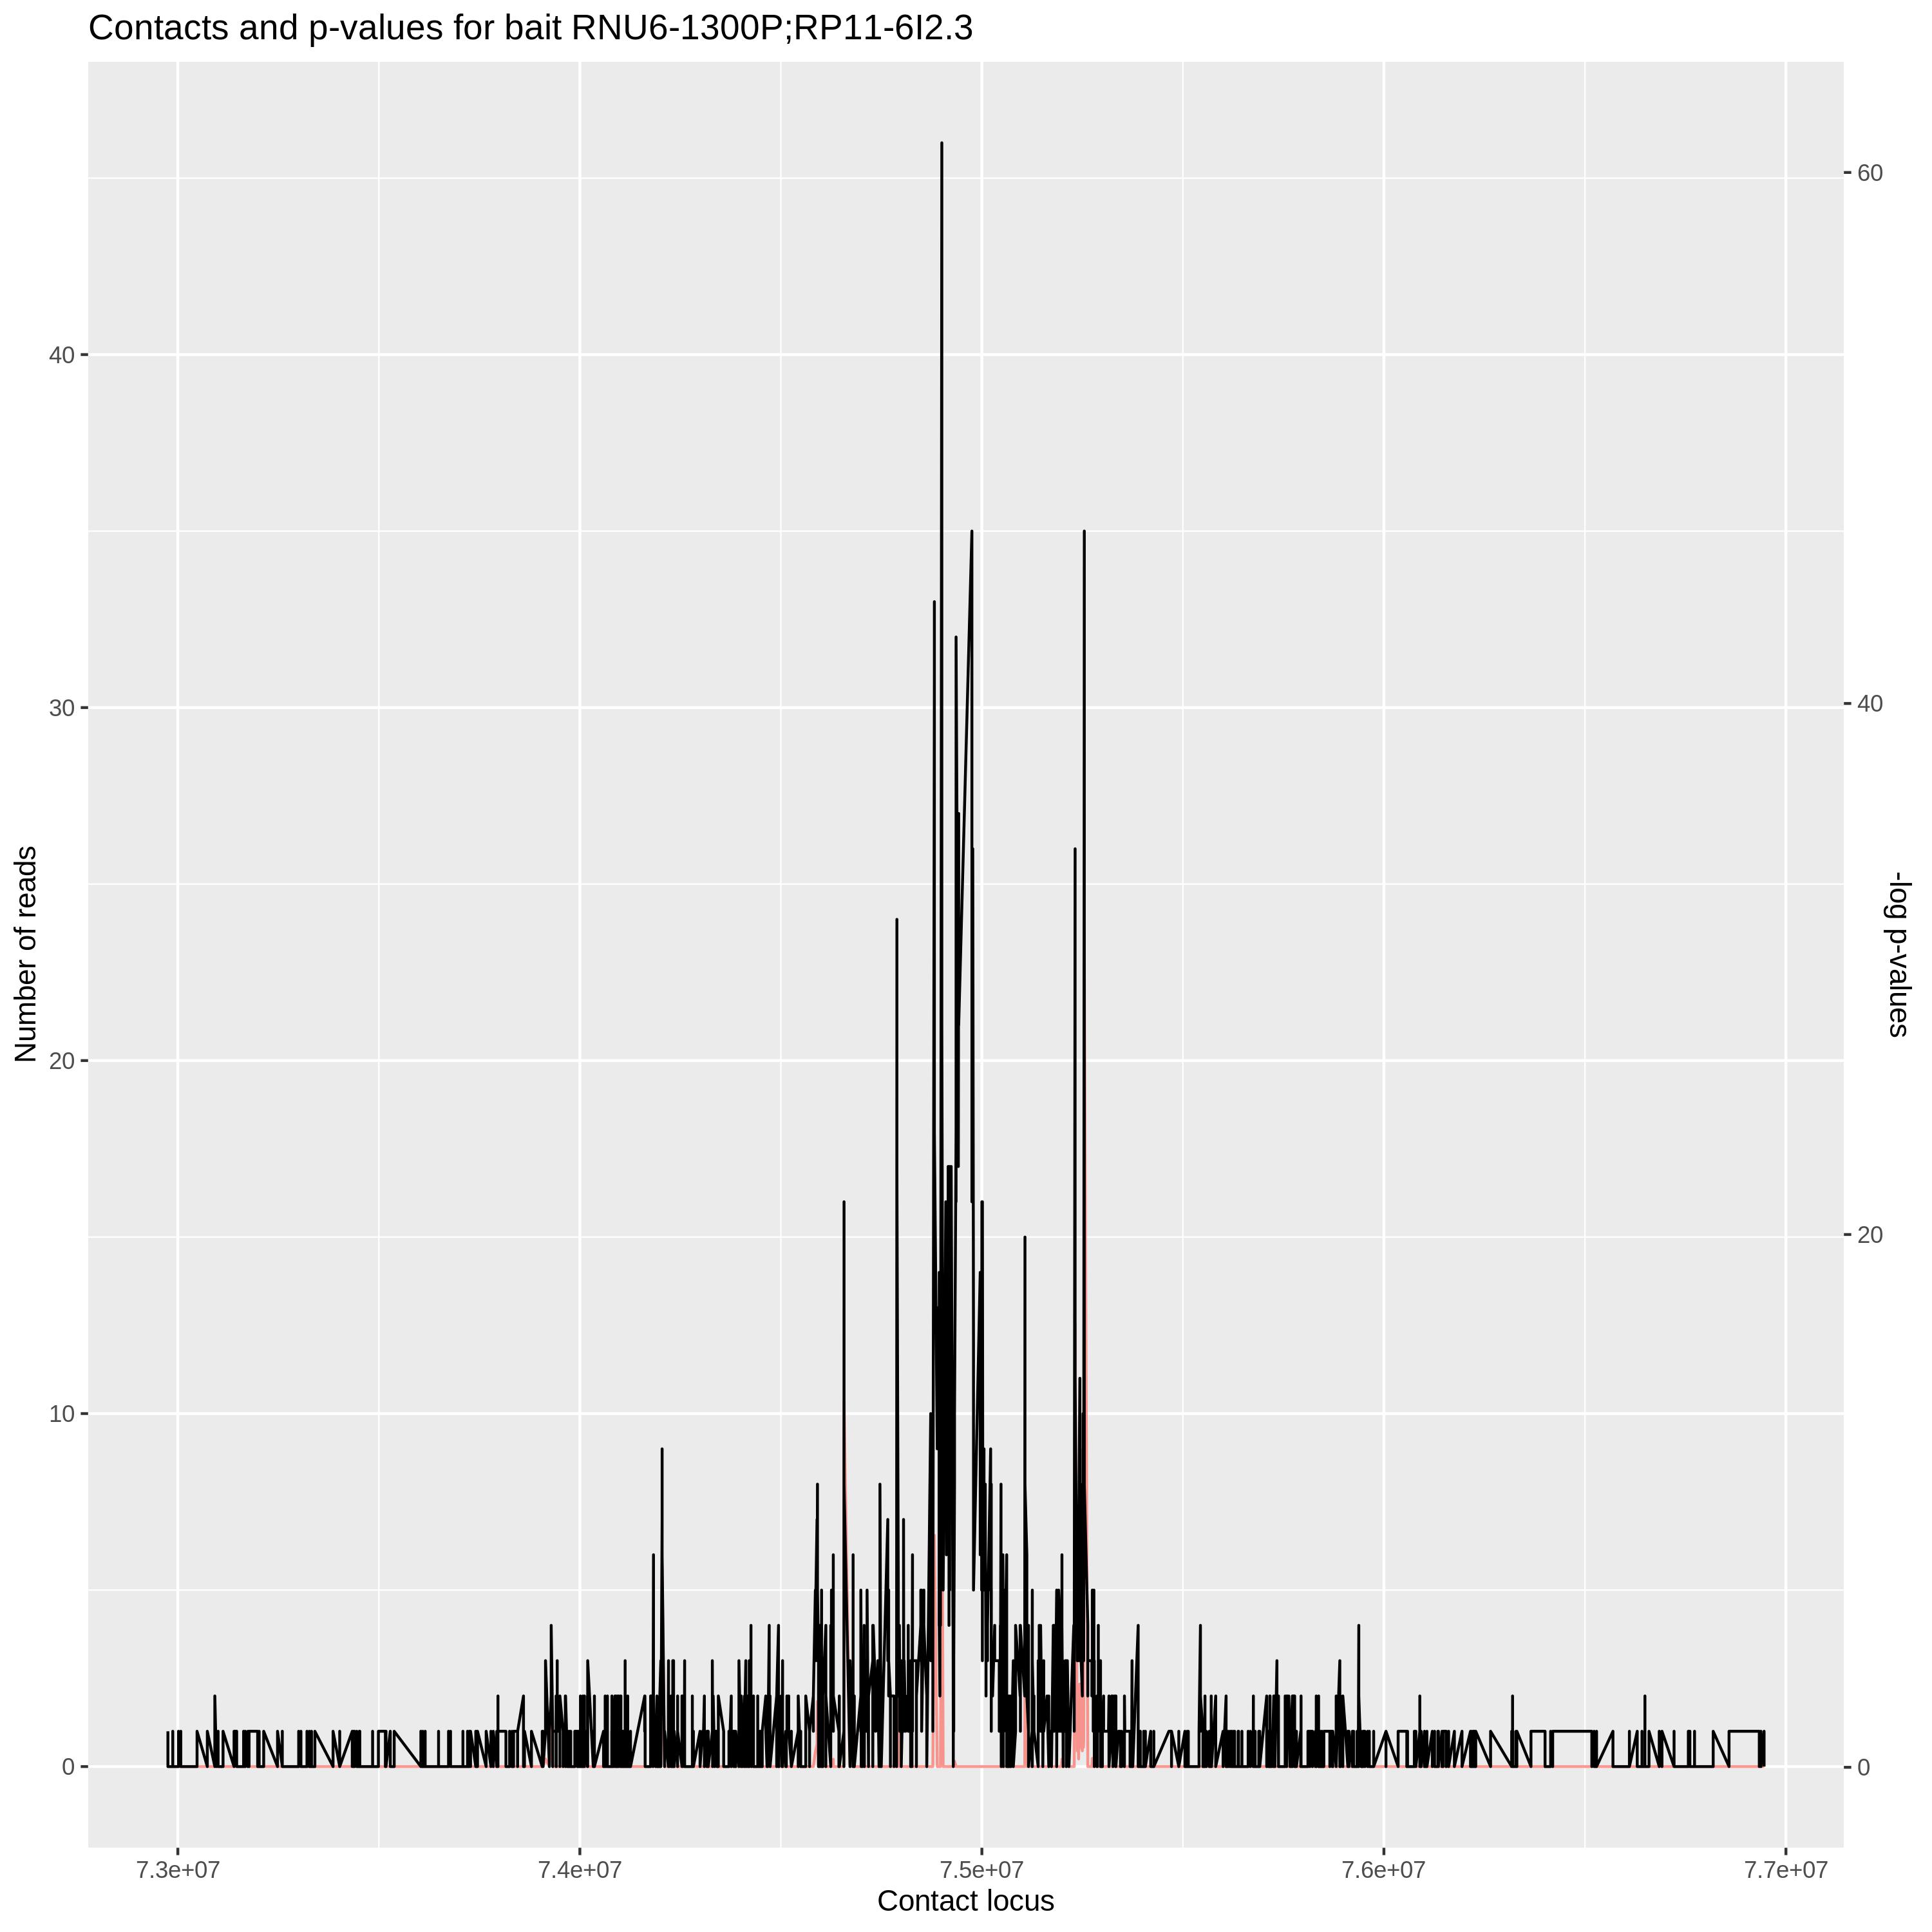 Contacts and p-values for bait RNU6-1300P;RP11-6I2.3
Number of reads
40
30
20
10
0
60
40
20
0
-log p-values
7.3e+07 7.4e+07 7.5e+07 7.6e+07 7.7e+07
Contact locus